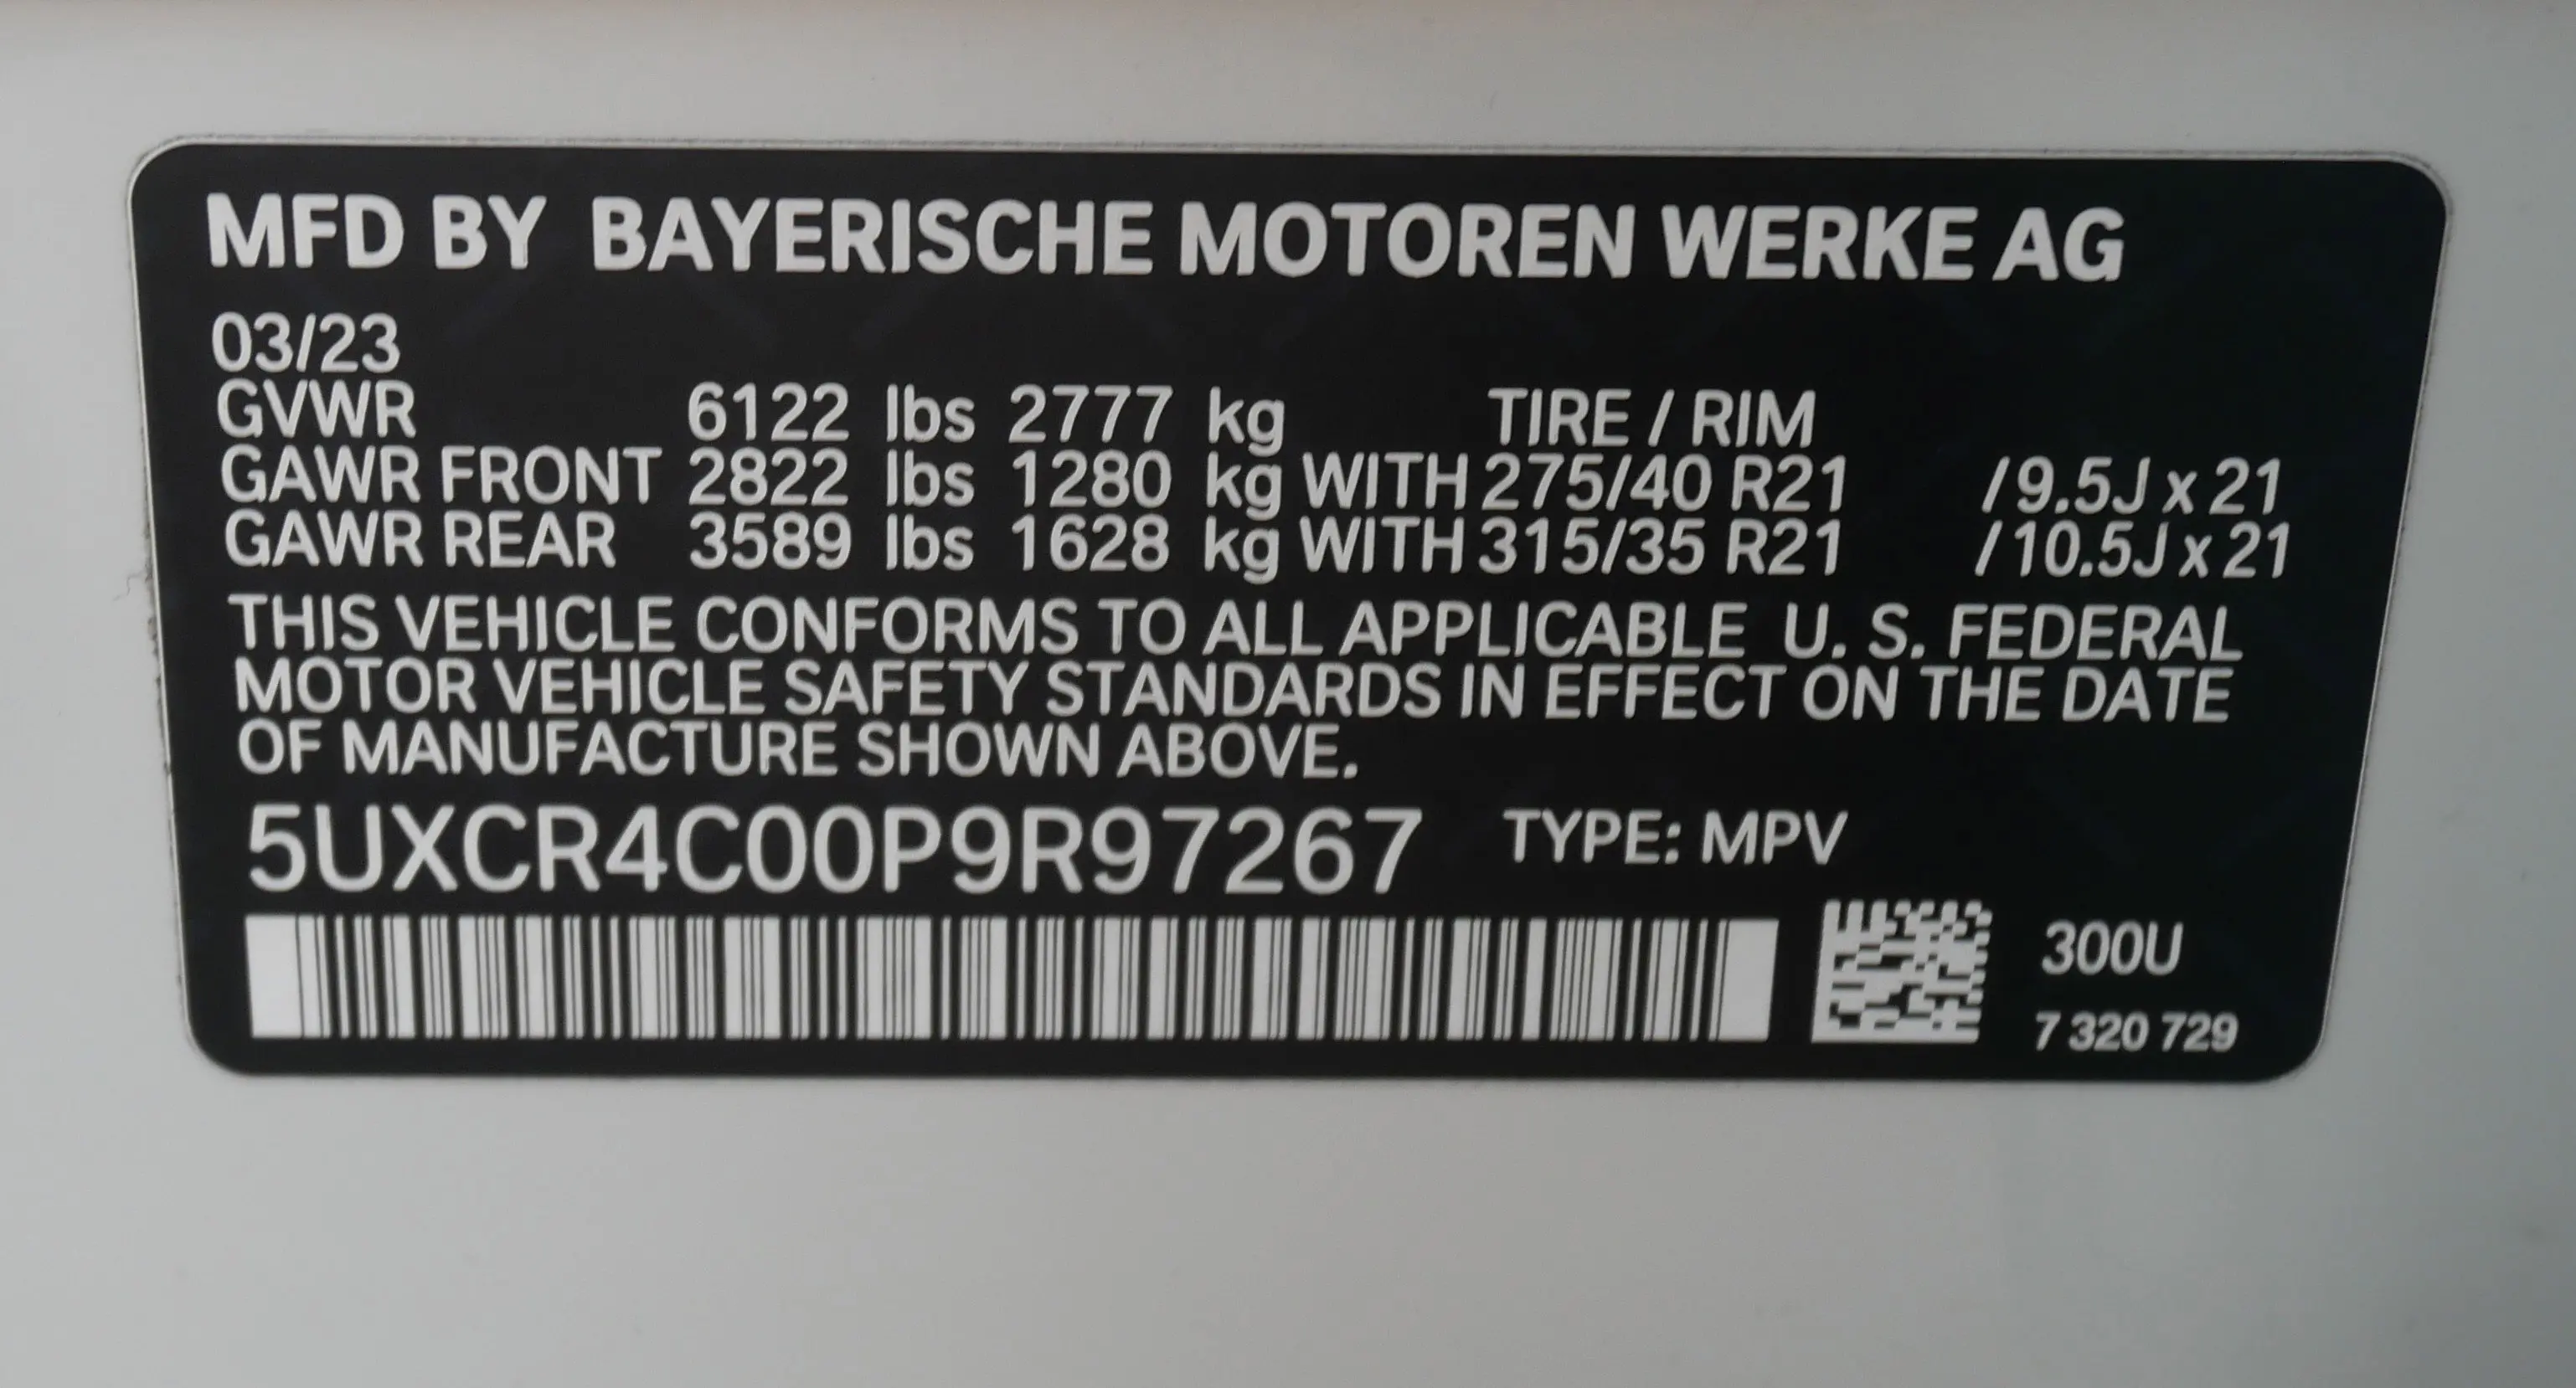 MFD BY BAYERISCHE MOTOREN WERKE AG
03/23
GVWR 6122 lbs 2777 kg TIRE / RIM
GAWR FRONT 2822 lbs 1280 kg WITH 275/40 R21 / 9.5J x 21
GAWR REAR 3589 lbs 1628 kg WITH 315/35 R21 / 10.5J x 21
THIS VEHICLE CONFORMS TO ALL APPLICABLE U. S. FEDERAL
MOTOR VEHICLE SAFETY STANDARDS IN EFFECT ON THE DATE
OF MANUFACTURE SHOWN ABOVE.
5UXCR4C00P9R97267 TYPE: MPV
300U
7 320 729